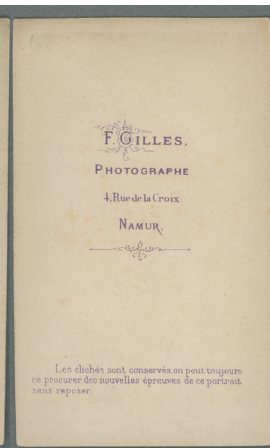 F. GILLES,
PHOTOGRAPHE
4, Rue de la Croix
NAMUR.
Les clichés sont conservés, on peut toujours
se procurer des nouvelles épreuves de ce portrait
sans reposer.